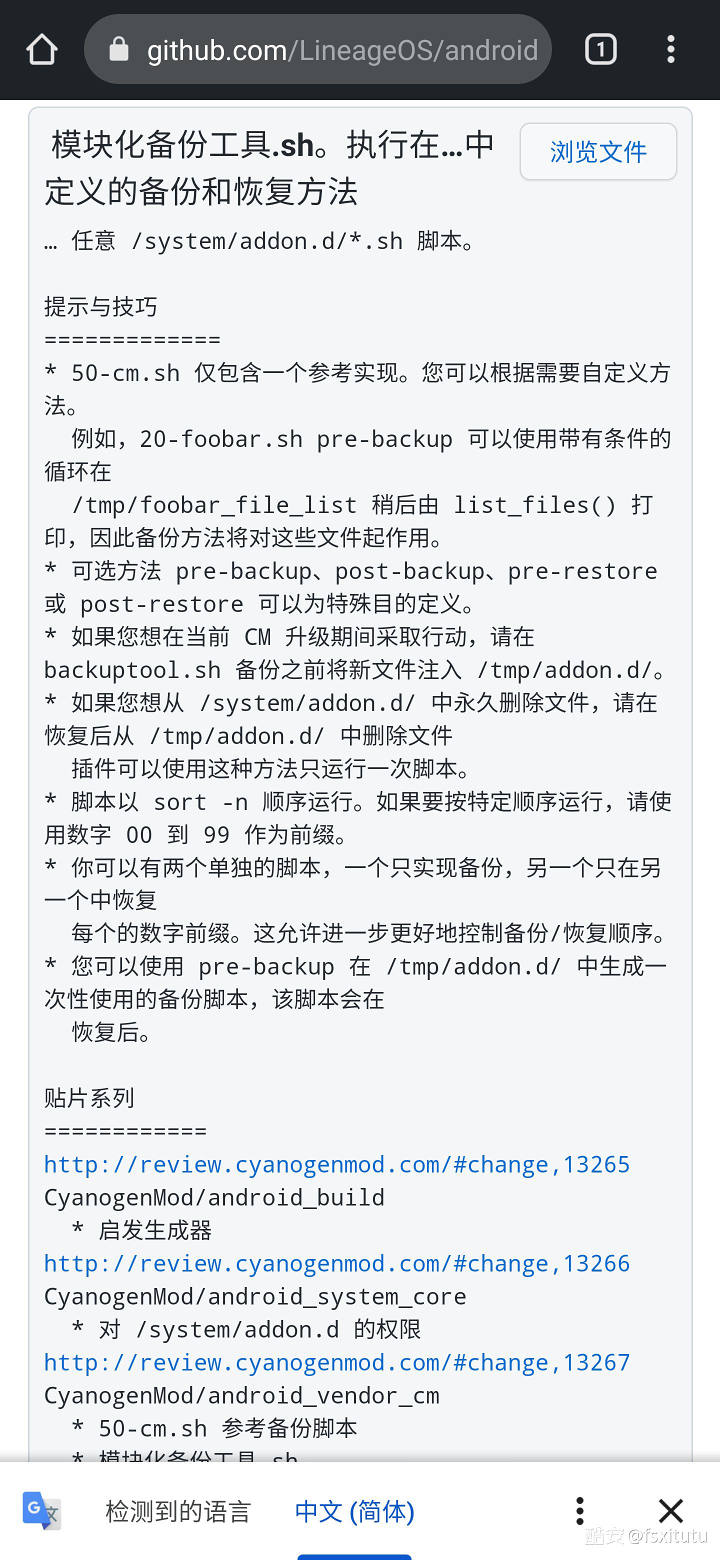 github.com/LineageOS/android
1
模块化备份工具.sh。执行在…中
定义的备份和恢复方法
浏览文件
… 任意 /system/addon.d/*.sh 脚本。
提示与技巧
=============
* 50-cm.sh 仅包含一个参考实现。您可以根据需要自定义方
法。
例如，20-foobar.sh pre-backup 可以使用带有条件的
循环在
/tmp/foobar_file_list 稍后由 list_files() 打
印，因此备份方法将对这些文件起作用。
* 可选方法 pre-backup、post-backup、pre-restore
或 post-restore 可以为特殊目的定义。
* 如果您想在当前 CM 升级期间采取行动，请在
backuptool.sh 备份之前将新文件注入 /tmp/addon.d/。
* 如果您想从 /system/addon.d/ 中永久删除文件，请在
恢复后从 /tmp/addon.d/ 中删除文件
插件可以使用这种方法只运行一次脚本。
* 脚本以 sort -n 顺序运行。如果要按特定顺序运行，请使
用数字 00 到 99 作为前缀。
* 你可以有两个单独的脚本，一个只实现备份，另一个只在另
一个中恢复
每个的数字前缀。这允许进一步更好地控制备份/恢复顺序。
* 您可以使用 pre-backup 在 /tmp/addon.d/ 中生成一
次性使用的备份脚本，该脚本会在
恢复后。
贴片系列
============
http://review.cyanogenmod.com/#change,13265
CyanogenMod/android_build
* 启发生成器
http://review.cyanogenmod.com/#change,13266
CyanogenMod/android_system_core
* 对 /system/addon.d 的权限
http://review.cyanogenmod.com/#change,13267
CyanogenMod/android_vendor_cm
* 50-cm.sh 参考备份脚本
* 模块化备份工具.sh
检测到的语言
中文 (简体)
酷安 @fsxitutu